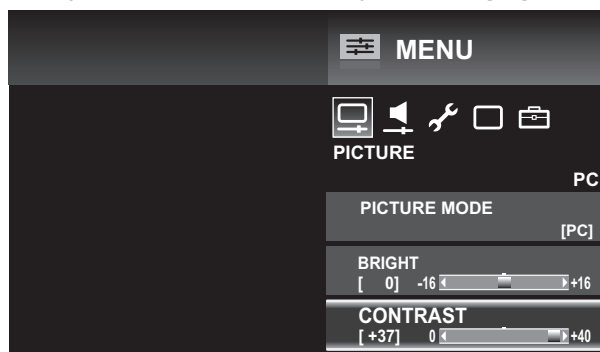 MENU
PICTURE
PC
PICTURE MODE
[PC]
BRIGHT
[ 0] -16 +16
CONTRAST
[ +37] 0 +40